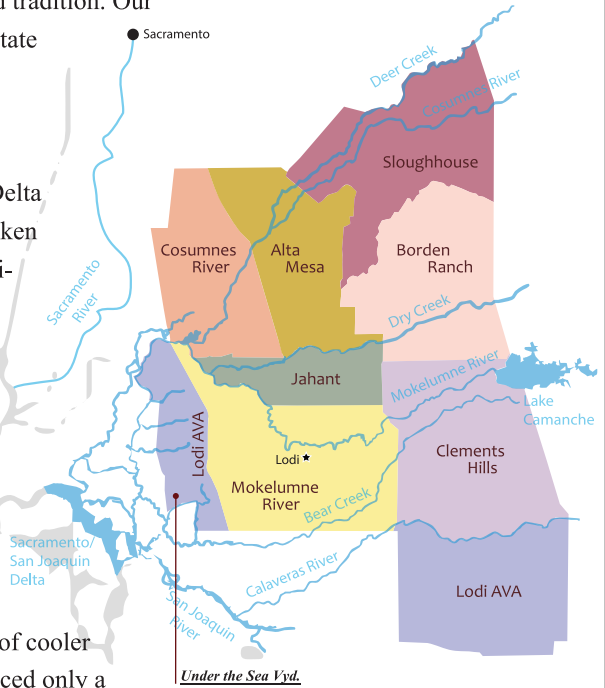 d tradition. Our
tate
Sacramento
Deer Creek
Cosumnes River
Sloughhouse
Delta
ken
i-
Cosumnes
River
Alta
Mesa
Borden
Ranch
Sacramento
River
Dry Creek
Jahant
Mokelumne River
Lake
Camanche
Lodi AVA
Lodi
Clements
Hills
Mokelumne
River
Bear Creek
Sacramento/
San Joaquin
Delta
Calaveras River
San Joaquin
River
Lodi AVA
of cooler
ced only a
Under the Sea Vyd.